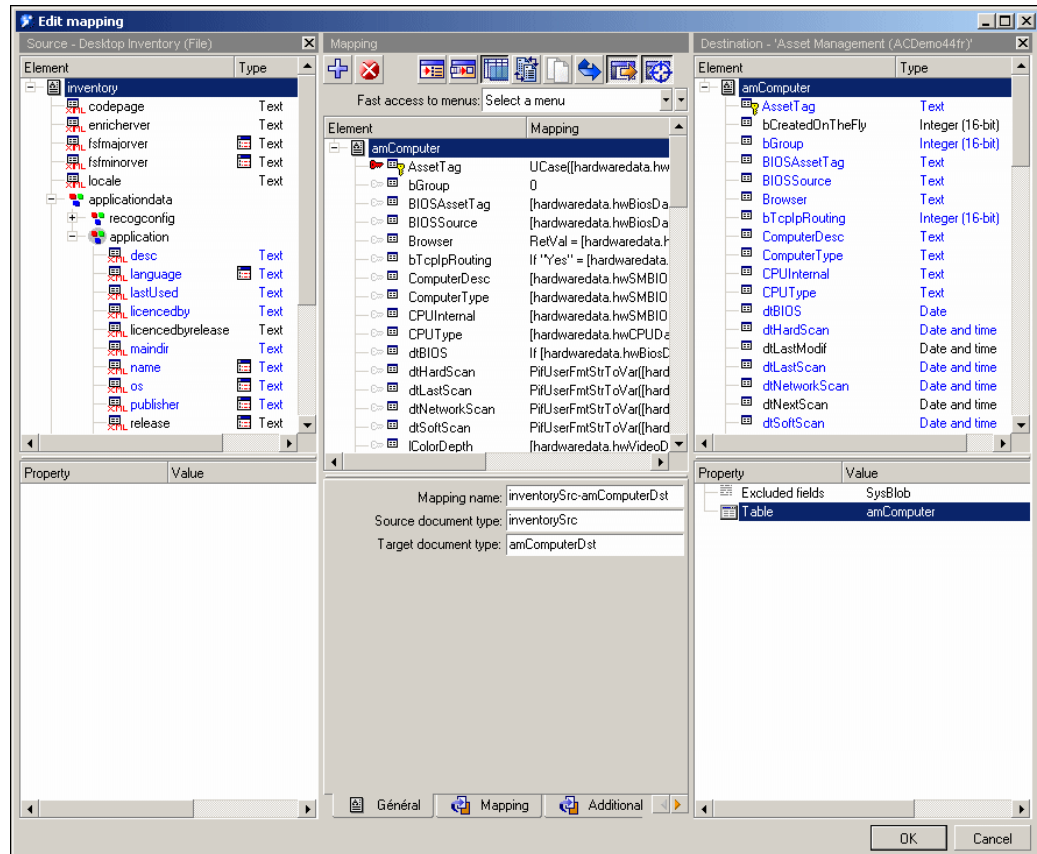 Edit mapping
Source - Desktop Inventory (File)
Element Type
inventory
codepage Text
enricherver Text
fsfmajorver Text
fsfminorver Text
locale Text
applicationdata
recogconfig
application
desc Text
language Text
lastUsed Text
licencedby Text
licencedbyrelease Text
maindir Text
name Text
os Text
publisher Text
release Text
Property Value
Mapping
Fast access to menus: Select a menu
Element Mapping
amComputer
AssetTag UCase([hardwaredata.hw
bGroup 0
BIOSAssetTag [hardwaredata.hwBiosDa
BIOSSource [hardwaredata.hwBiosDa
Browser RetVal = [hardwaredata.h
bTcpIpRouting If "Yes" = [hardwaredata.
ComputerDesc [hardwaredata.hwSMBIO
ComputerType [hardwaredata.hwSMBIO
CPUInternal [hardwaredata.hwSMBIO
CPUType [hardwaredata.hwCPUDa
dtBIOS If [hardwaredata.hwBiosD
dtHardScan PifUserFmtStrToVar([hard
dtLastScan PifUserFmtStrToVar([hard
dtNetworkScan PifUserFmtStrToVar([hard
dtSoftScan PifUserFmtStrToVar([hard
lColorDepth [hardwaredata.hwVideoD
Mapping name: inventorySrc-amComputerDst
Source document type: inventorySrc
Target document type: amComputerDst
Général Mapping Additional
Destination - 'Asset Management (ACDemo44fr)'
Element Type
amComputer
AssetTag Text
bCreatedOnTheFly Integer (16-bit)
bGroup Integer (16-bit)
BIOSAssetTag Text
BIOSSource Text
Browser Text
bTcpIpRouting Integer (16-bit)
ComputerDesc Text
ComputerType Text
CPUInternal Text
CPUType Text
dtBIOS Date
dtHardScan Date and time
dtLastModif Date and time
dtLastScan Date and time
dtNetworkScan Date and time
dtNextScan Date and time
dtSoftScan Date and time
Property Value
Excluded fields SysBlob
Table amComputer
OK Cancel